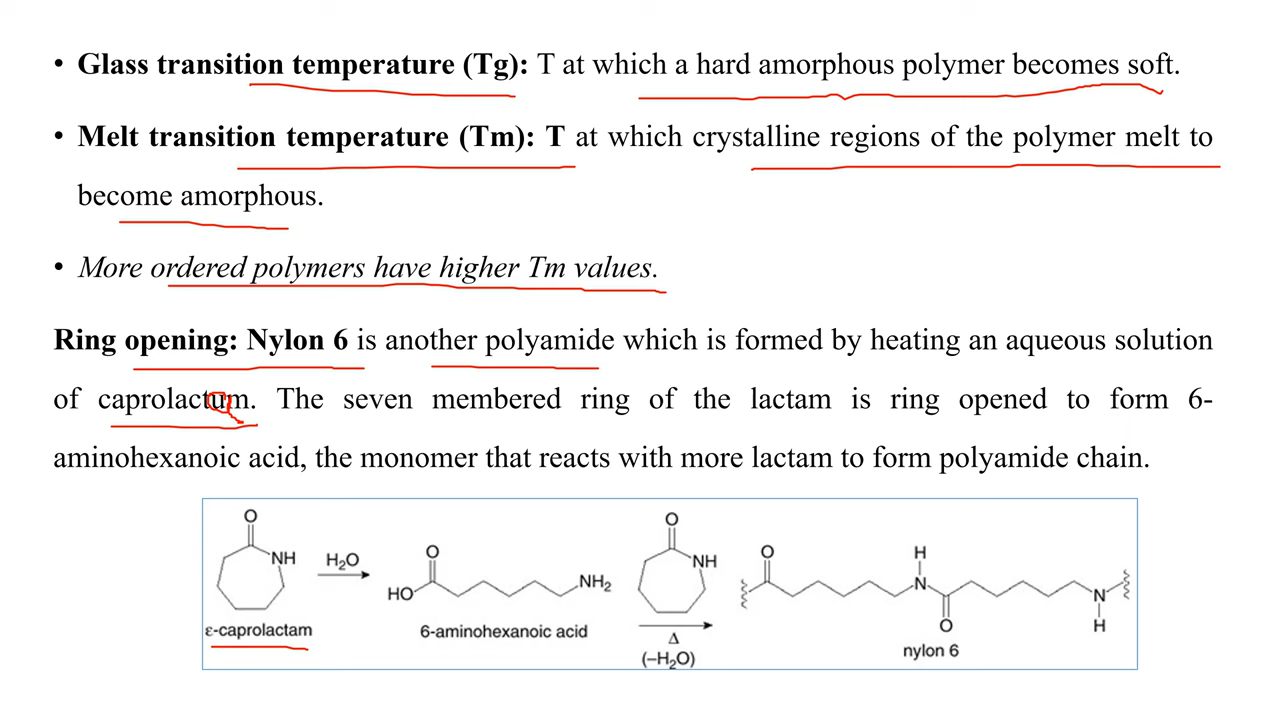 • Glass transition temperature (Tg): T at which a hard amorphous polymer becomes soft.
• Melt transition temperature (Tm): T at which crystalline regions of the polymer melt to
become amorphous.
• More ordered polymers have higher Tm values.
Ring opening: Nylon 6 is another polyamide which is formed by heating an aqueous solution
of caprolactum. The seven membered ring of the lactam is ring opened to form 6-
aminohexanoic acid, the monomer that reacts with more lactam to form polyamide chain.
O
NH
ε-caprolactam
H₂O
O
HO
NH₂
6-aminohexanoic acid
O
NH
Δ
(–H₂O)
O
H
N
O
N
H
nylon 6